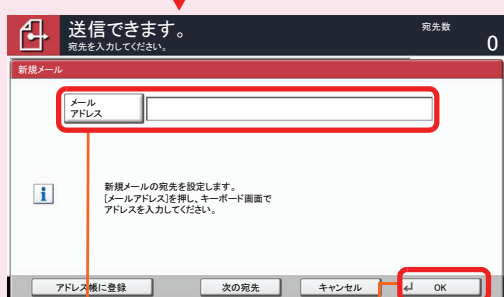 送信できます。
宛先を入力してください。
宛先数
0
新規メール
メール
アドレス
新規メールの宛先を設定します。
[メールアドレス]を押し、キーボード画面で
アドレスを入力してください。
アドレス帳に登録
次の宛先
キャンセル
OK